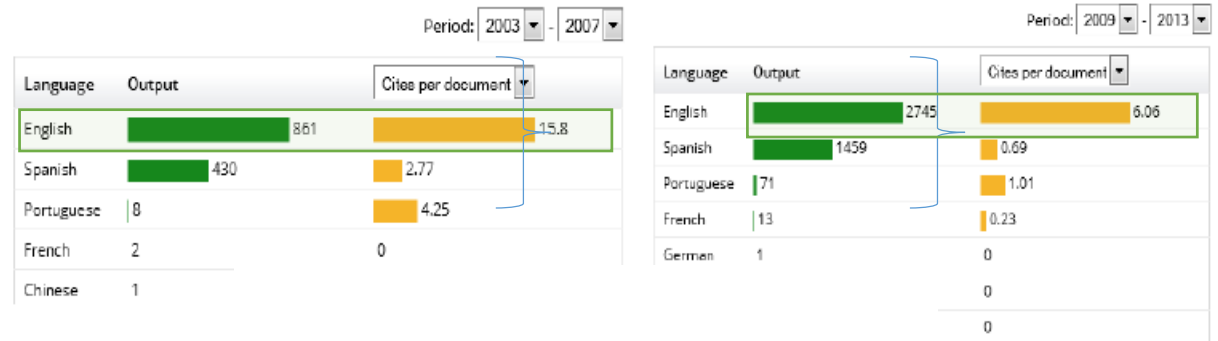 Period: 2003 - 2007
Language Output Cites per document
English 861 15.8
Spanish 430 2.77
Portuguese 8 4.25
French 2 0
Chinese 1
Period: 2009 - 2013
Language Output Cites per document
English 2745 6.06
Spanish 1459 0.69
Portuguese 71 1.01
French 13 0.23
German 1 0
0
0